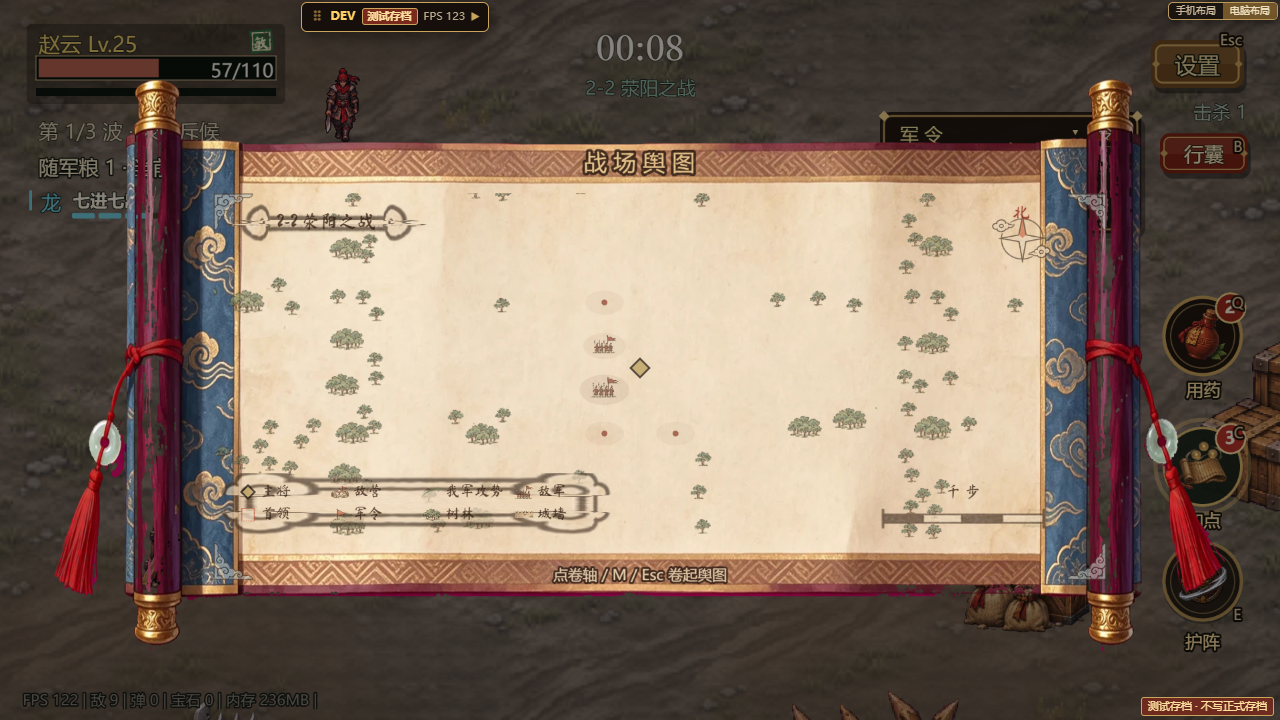 DEV 测试存档 FPS 123 ▶
手机布局 电脑布局
赵云 Lv.25 敌
57/110
00:08
2-2 荥阳之战
Esc
设置
击杀 1
第 1/3 波
斥候
军令
行囊 B
随军粮 1
龙 七进七
战场舆图
2-2 荥阳之战
北
主将 敌营 我军攻势 敌军
首领 军令 树林 城墙
千步
点卷轴 / M / Esc 卷起舆图
2 Q
用药
3 C
点
E
护阵
FPS 122 | 敌 9 | 弹 0 | 宝石 0 | 内存 236MB |
测试存档 - 不写正式存档